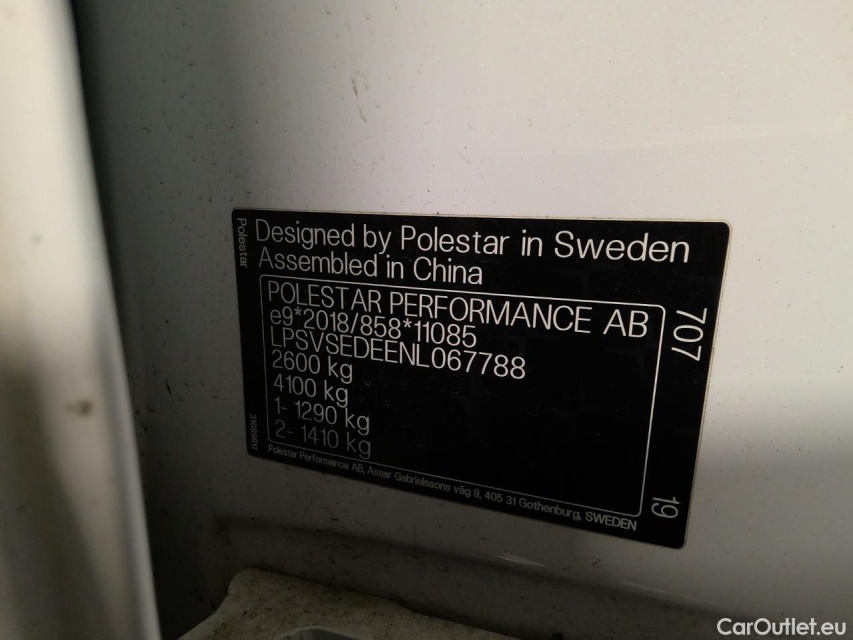 Polestar
Designed by Polestar in Sweden
Assembled in China
POLESTAR PERFORMANCE AB
e9*2018/858*11085
LPSVSEDEENL067788
2600 kg
4100 kg
1- 1290 kg
2- 1410 kg
707
19
Polestar Performance AB, Assar Gabrielssons väg 9, 405 31 Gothenburg, SWEDEN
CarOutlet.eu